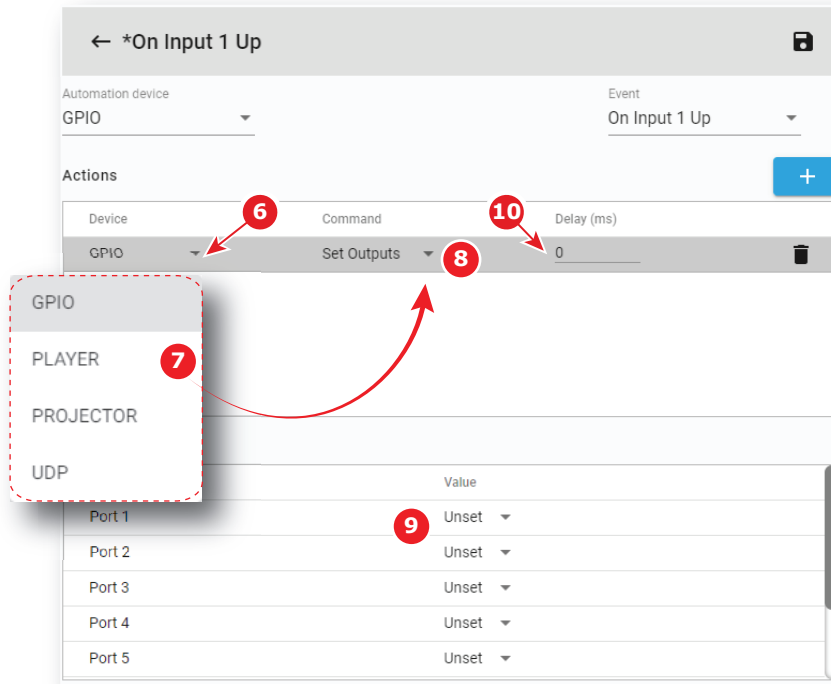 ← *On Input 1 Up
Automation device
Event
GPIO
On Input 1 Up
Actions
+
Device
6
Command
10
Delay (ms)
GPIO
Set Outputs
8
0
GPIO
PLAYER
7
PROJECTOR
UDP
Value
Port 1
9
Unset
Port 2
Unset
Port 3
Unset
Port 4
Unset
Port 5
Unset